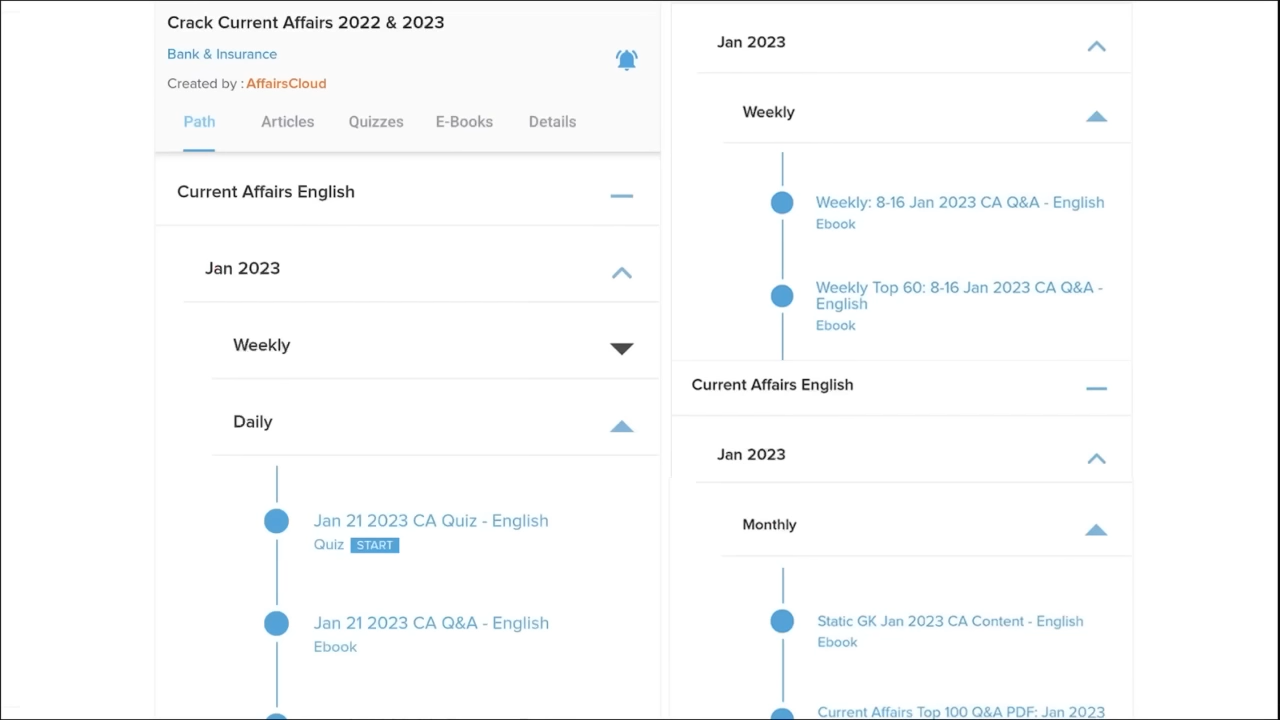 Crack Current Affairs 2022 & 2023
Bank & Insurance
Created by : AffairsCloud
Path Articles Quizzes E-Books Details
Current Affairs English
Jan 2023
Weekly
Daily
Jan 21 2023 CA Quiz - English
Quiz START
Jan 21 2023 CA Q&A - English
Ebook
Jan 2023
Weekly
Weekly: 8-16 Jan 2023 CA Q&A - English
Ebook
Weekly Top 60: 8-16 Jan 2023 CA Q&A -
English
Ebook
Current Affairs English
Jan 2023
Monthly
Static GK Jan 2023 CA Content - English
Ebook
Current Affairs Top 100 Q&A PDF: Jan 2023